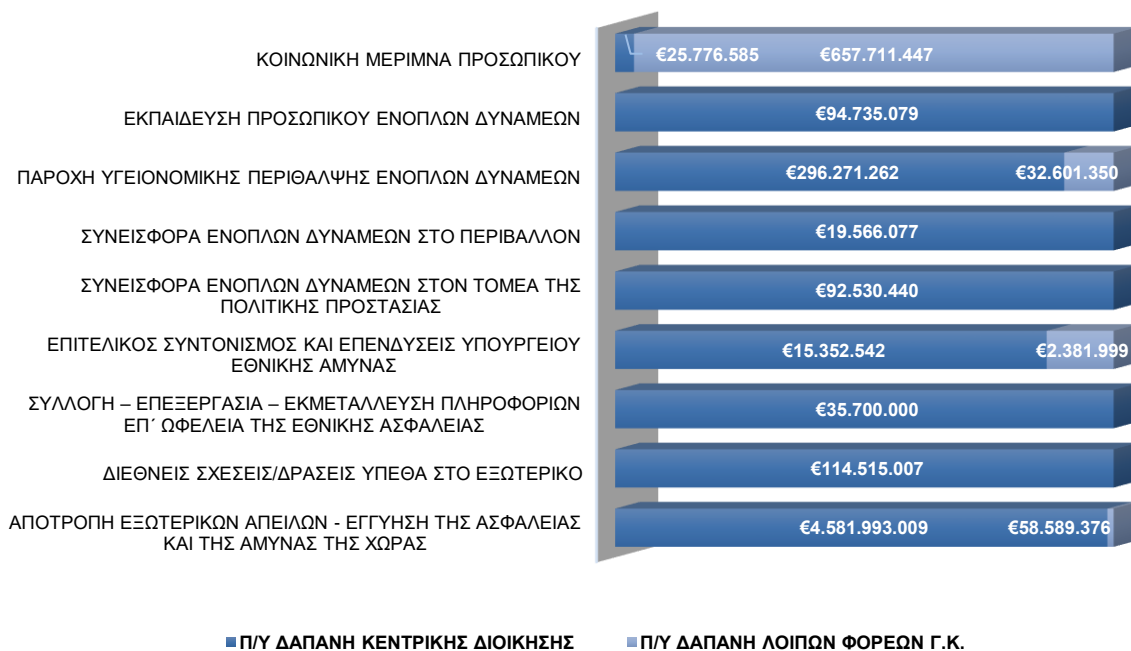 ΚΟΙΝΩΝΙΚΗ ΜΕΡΙΜΝΑ ΠΡΟΣΩΠΙΚΟΥ
€25.776.585 €657.711.447
ΕΚΠΑΙΔΕΥΣΗ ΠΡΟΣΩΠΙΚΟΥ ΕΝΟΠΛΩΝ ΔΥΝΑΜΕΩΝ
€94.735.079
ΠΑΡΟΧΗ ΥΓΕΙΟΝΟΜΙΚΗΣ ΠΕΡΙΘΑΛΨΗΣ ΕΝΟΠΛΩΝ ΔΥΝΑΜΕΩΝ
€296.271.262 €32.601.350
ΣΥΝΕΙΣΦΟΡΑ ΕΝΟΠΛΩΝ ΔΥΝΑΜΕΩΝ ΣΤΟ ΠΕΡΙΒΑΛΛΟΝ
€19.566.077
ΣΥΝΕΙΣΦΟΡΑ ΕΝΟΠΛΩΝ ΔΥΝΑΜΕΩΝ ΣΤΟΝ ΤΟΜΕΑ ΤΗΣ
ΠΟΛΙΤΙΚΗΣ ΠΡΟΣΤΑΣΙΑΣ
€92.530.440
ΕΠΙΤΕΛΙΚΟΣ ΣΥΝΤΟΝΙΣΜΟΣ ΚΑΙ ΕΠΕΝΔΥΣΕΙΣ ΥΠΟΥΡΓΕΙΟΥ
ΕΘΝΙΚΗΣ ΑΜΥΝΑΣ
€15.352.542 €2.381.999
ΣΥΛΛΟΓΗ – ΕΠΕΞΕΡΓΑΣΙΑ – ΕΚΜΕΤΑΛΛΕΥΣΗ ΠΛΗΡΟΦΟΡΙΩΝ
ΕΠ΄ ΩΦΕΛΕΙΑ ΤΗΣ ΕΘΝΙΚΗΣ ΑΣΦΑΛΕΙΑΣ
€35.700.000
ΔΙΕΘΝΕΙΣ ΣΧΕΣΕΙΣ/ΔΡΑΣΕΙΣ ΥΠΕΘΑ ΣΤΟ ΕΞΩΤΕΡΙΚΟ
€114.515.007
ΑΠΟΤΡΟΠΗ ΕΞΩΤΕΡΙΚΩΝ ΑΠΕΙΛΩΝ - ΕΓΓΥΗΣΗ ΤΗΣ ΑΣΦΑΛΕΙΑΣ
ΚΑΙ ΤΗΣ ΑΜΥΝΑΣ ΤΗΣ ΧΩΡΑΣ
€4.581.993.009 €58.589.376
Π/Υ ΔΑΠΑΝΗ ΚΕΝΤΡΙΚΗΣ ΔΙΟΙΚΗΣΗΣ Π/Υ ΔΑΠΑΝΗ ΛΟΙΠΩΝ ΦΟΡΕΩΝ Γ.Κ.